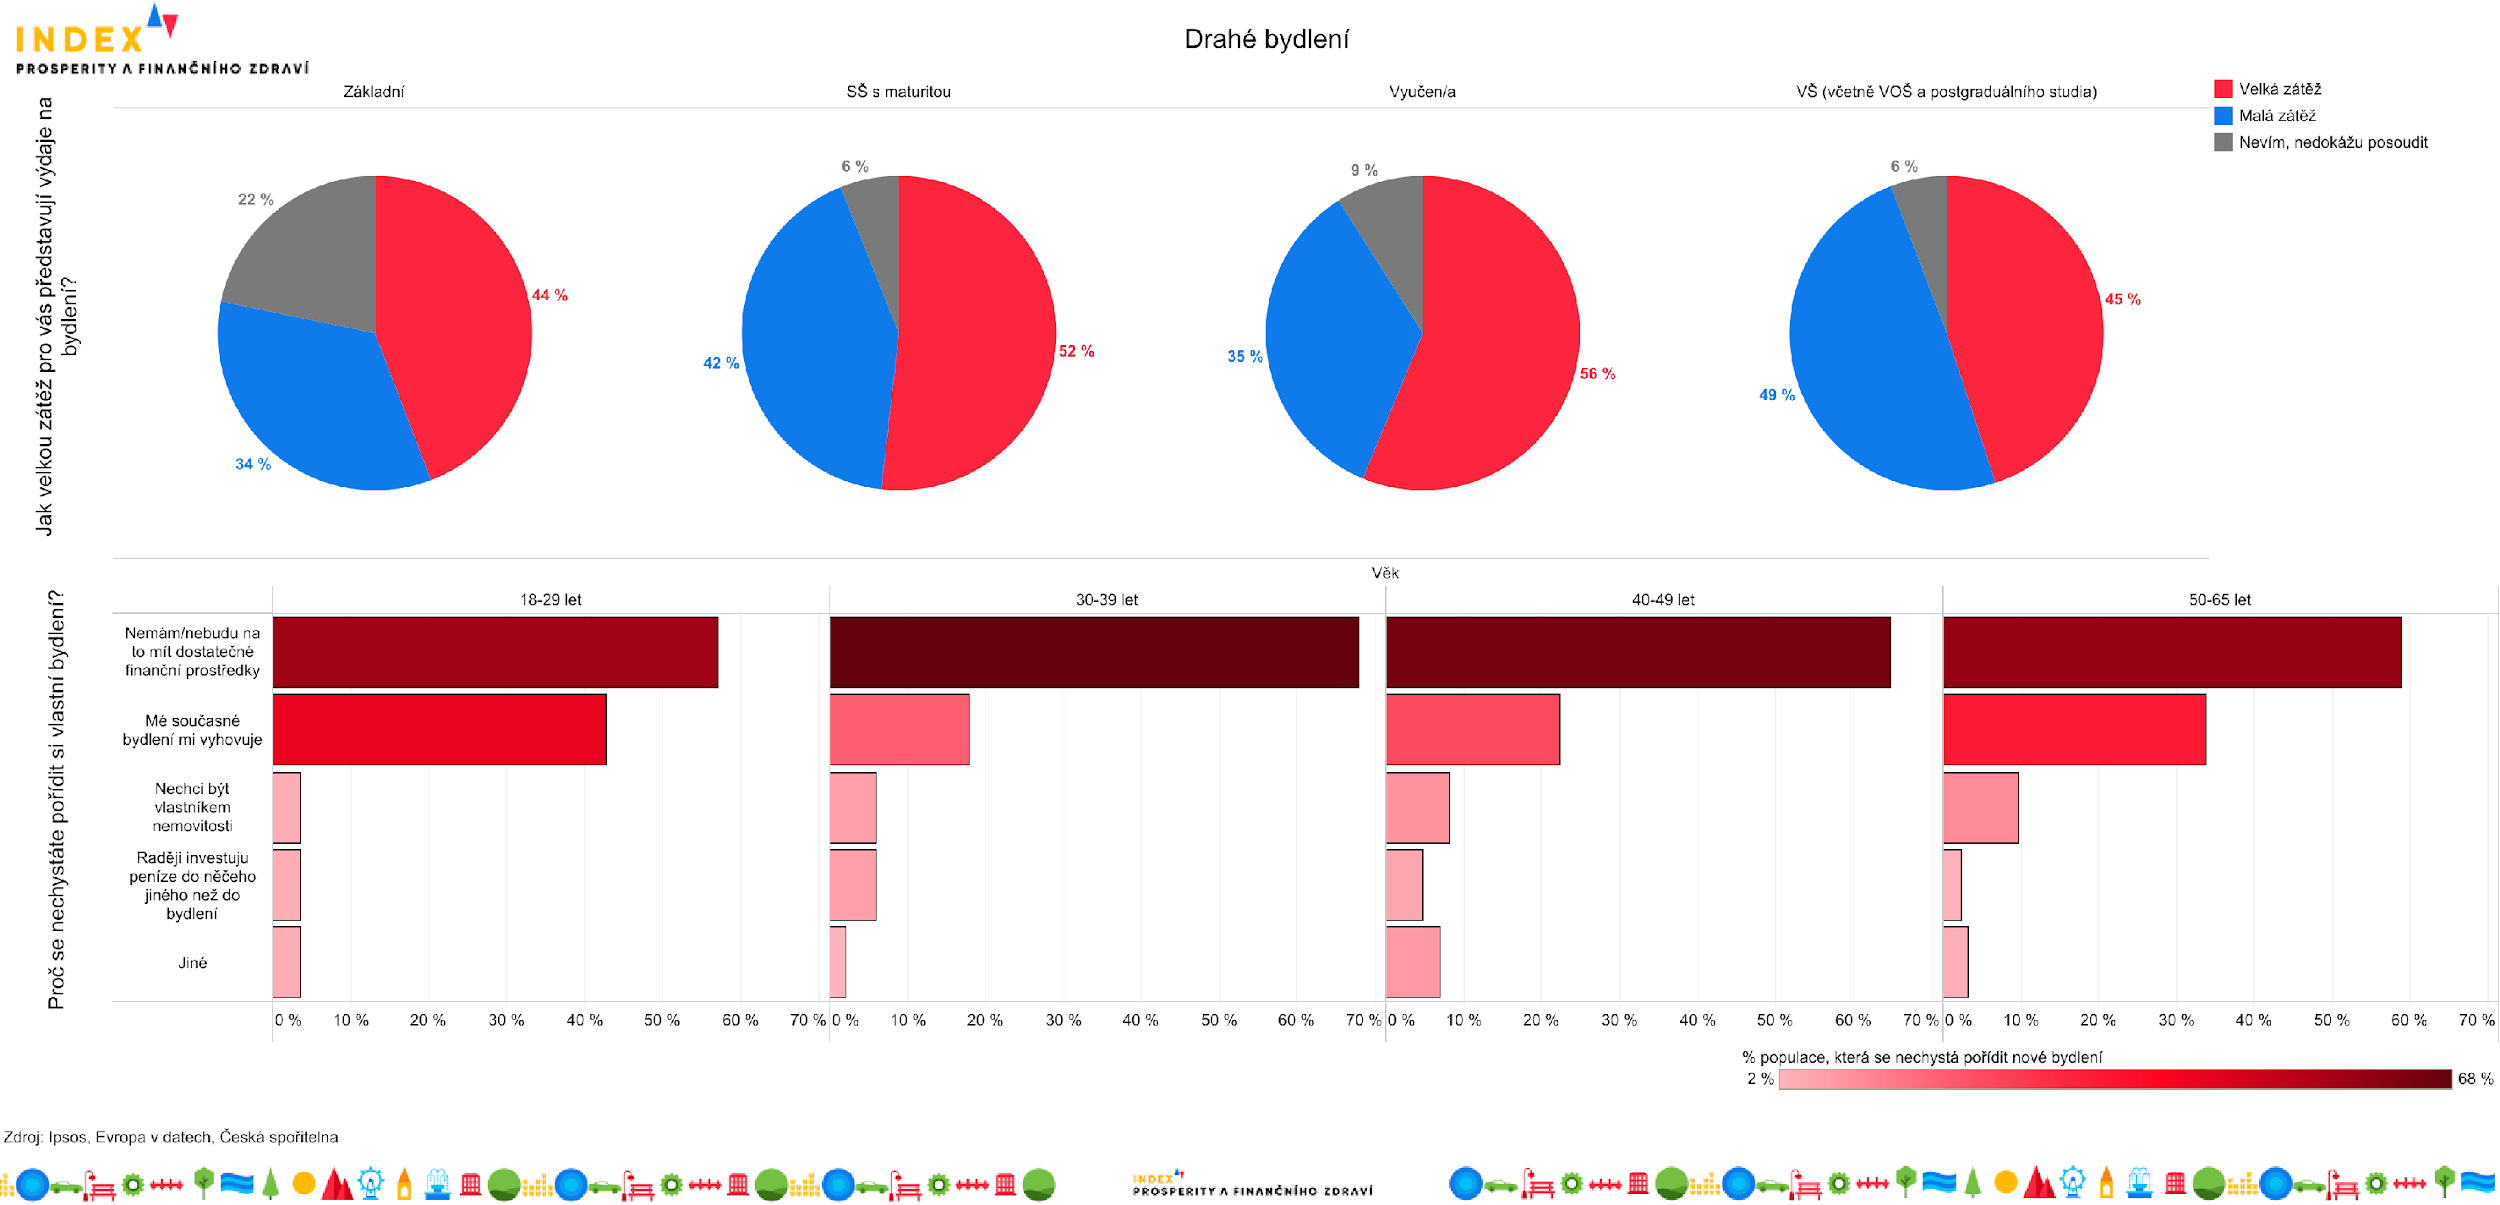 INDEX
PROSPERITY A FINANČNÍHO ZDRAVÍ
Drahé bydlení
Základní
SŠ s maturitou
Vyučen/a
VŠ (včetně VOŠ a postgraduálního studia)
Velká zátěž
Malá zátěž
Nevím, nedokážu posoudit
Jak velkou zátěž pro vás představují výdaje na
bydlení?
22 %
44 %
34 %
6 %
42 %
52 %
9 %
35 %
56 %
6 %
45 %
49 %
Věk
18-29 let
30-39 let
40-49 let
50-65 let
Proč se nechystáte pořídit si vlastní bydlení?
Nemám/nebudu na
to mít dostatečné
finanční prostředky
Mé současné
bydlení mi vyhovuje
Nechci být
vlastníkem
nemovitosti
Raději investuju
peníze do něčeho
jiného než do
bydlení
Jiné
0 % 10 % 20 % 30 % 40 % 50 % 60 % 70 %
0 % 10 % 20 % 30 % 40 % 50 % 60 % 70 %
0 % 10 % 20 % 30 % 40 % 50 % 60 % 70 %
0 % 10 % 20 % 30 % 40 % 50 % 60 % 70 %
% populace, která se nechystá pořídit nové bydlení
2 %
68 %
Zdroj: Ipsos, Evropa v datech, Česká spořitelna
INDEX
PROSPERITY A FINANČNÍHO ZDRAVÍ